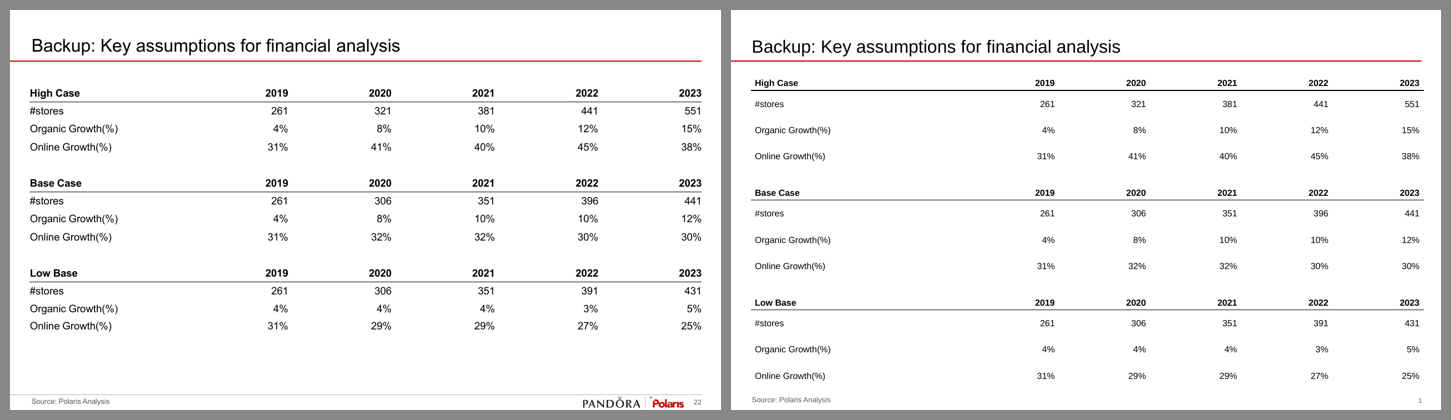 Backup: Key assumptions for financial analysis
High Case 2019 2020 2021 2022 2023
#stores 261 321 381 441 551
Organic Growth(%) 4% 8% 10% 12% 15%
Online Growth(%) 31% 41% 40% 45% 38%
Base Case 2019 2020 2021 2022 2023
#stores 261 306 351 396 441
Organic Growth(%) 4% 8% 10% 10% 12%
Online Growth(%) 31% 32% 32% 30% 30%
Low Base 2019 2020 2021 2022 2023
#stores 261 306 351 391 431
Organic Growth(%) 4% 4% 4% 3% 5%
Online Growth(%) 31% 29% 29% 27% 25%
Source: Polaris Analysis PANDÖRA Polaris 22
Backup: Key assumptions for financial analysis
High Case 2019 2020 2021 2022 2023
#stores 261 321 381 441 551
Organic Growth(%) 4% 8% 10% 12% 15%
Online Growth(%) 31% 41% 40% 45% 38%
Base Case 2019 2020 2021 2022 2023
#stores 261 306 351 396 441
Organic Growth(%) 4% 8% 10% 10% 12%
Online Growth(%) 31% 32% 32% 30% 30%
Low Base 2019 2020 2021 2022 2023
#stores 261 306 351 391 431
Organic Growth(%) 4% 4% 4% 3% 5%
Online Growth(%) 31% 29% 29% 27% 25%
Source: Polaris Analysis 1